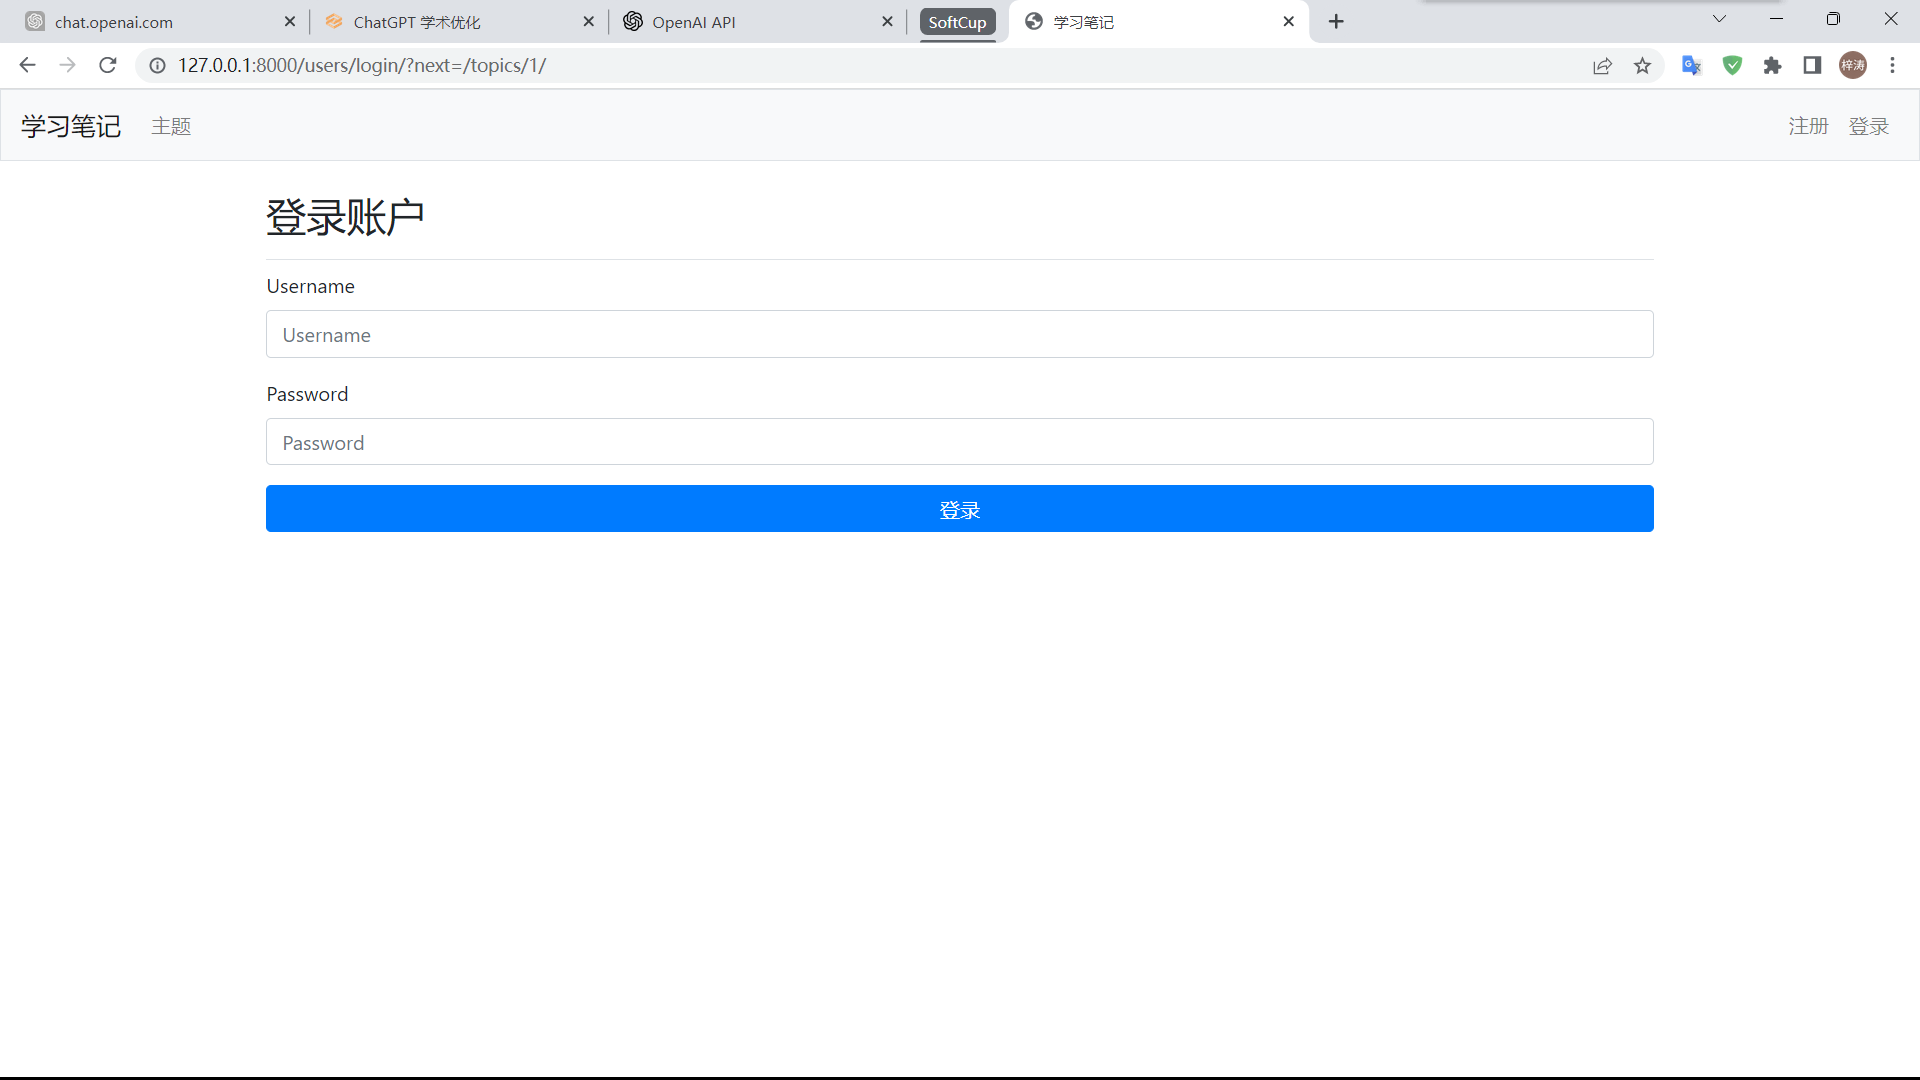 chat.openai.com
ChatGPT 学术优化
OpenAI API
SoftCup
学习笔记
127.0.0.1:8000/users/login/?next=/topics/1/
梓涛
学习笔记 主题 注册 登录
登录账户
Username
Username
Password
Password
登录